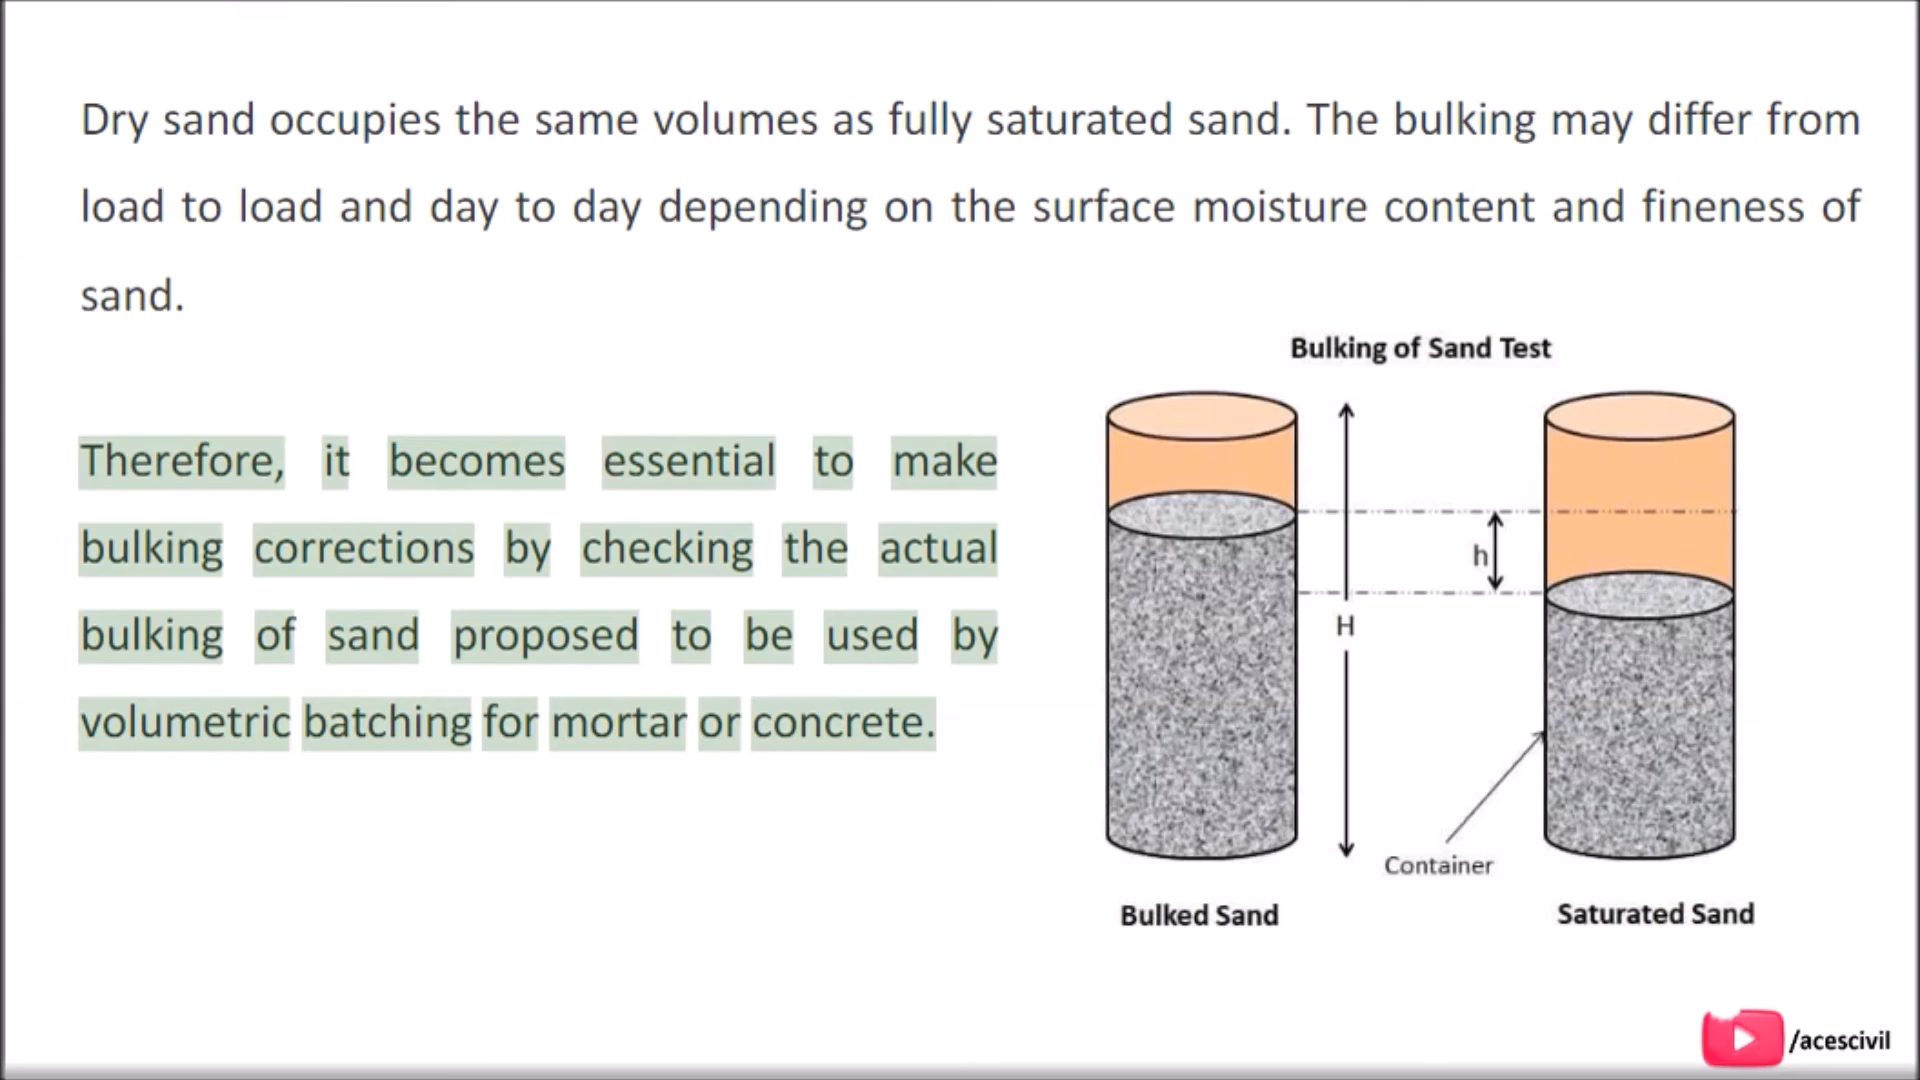 Dry sand occupies the same volumes as fully saturated sand. The bulking may differ from
load to load and day to day depending on the surface moisture content and fineness of
sand.
Therefore, it becomes essential to make
bulking corrections by checking the actual
bulking of sand proposed to be used by
volumetric batching for mortar or concrete.
Bulking of Sand Test
h
H
Container
Bulked Sand
Saturated Sand
/acescivil